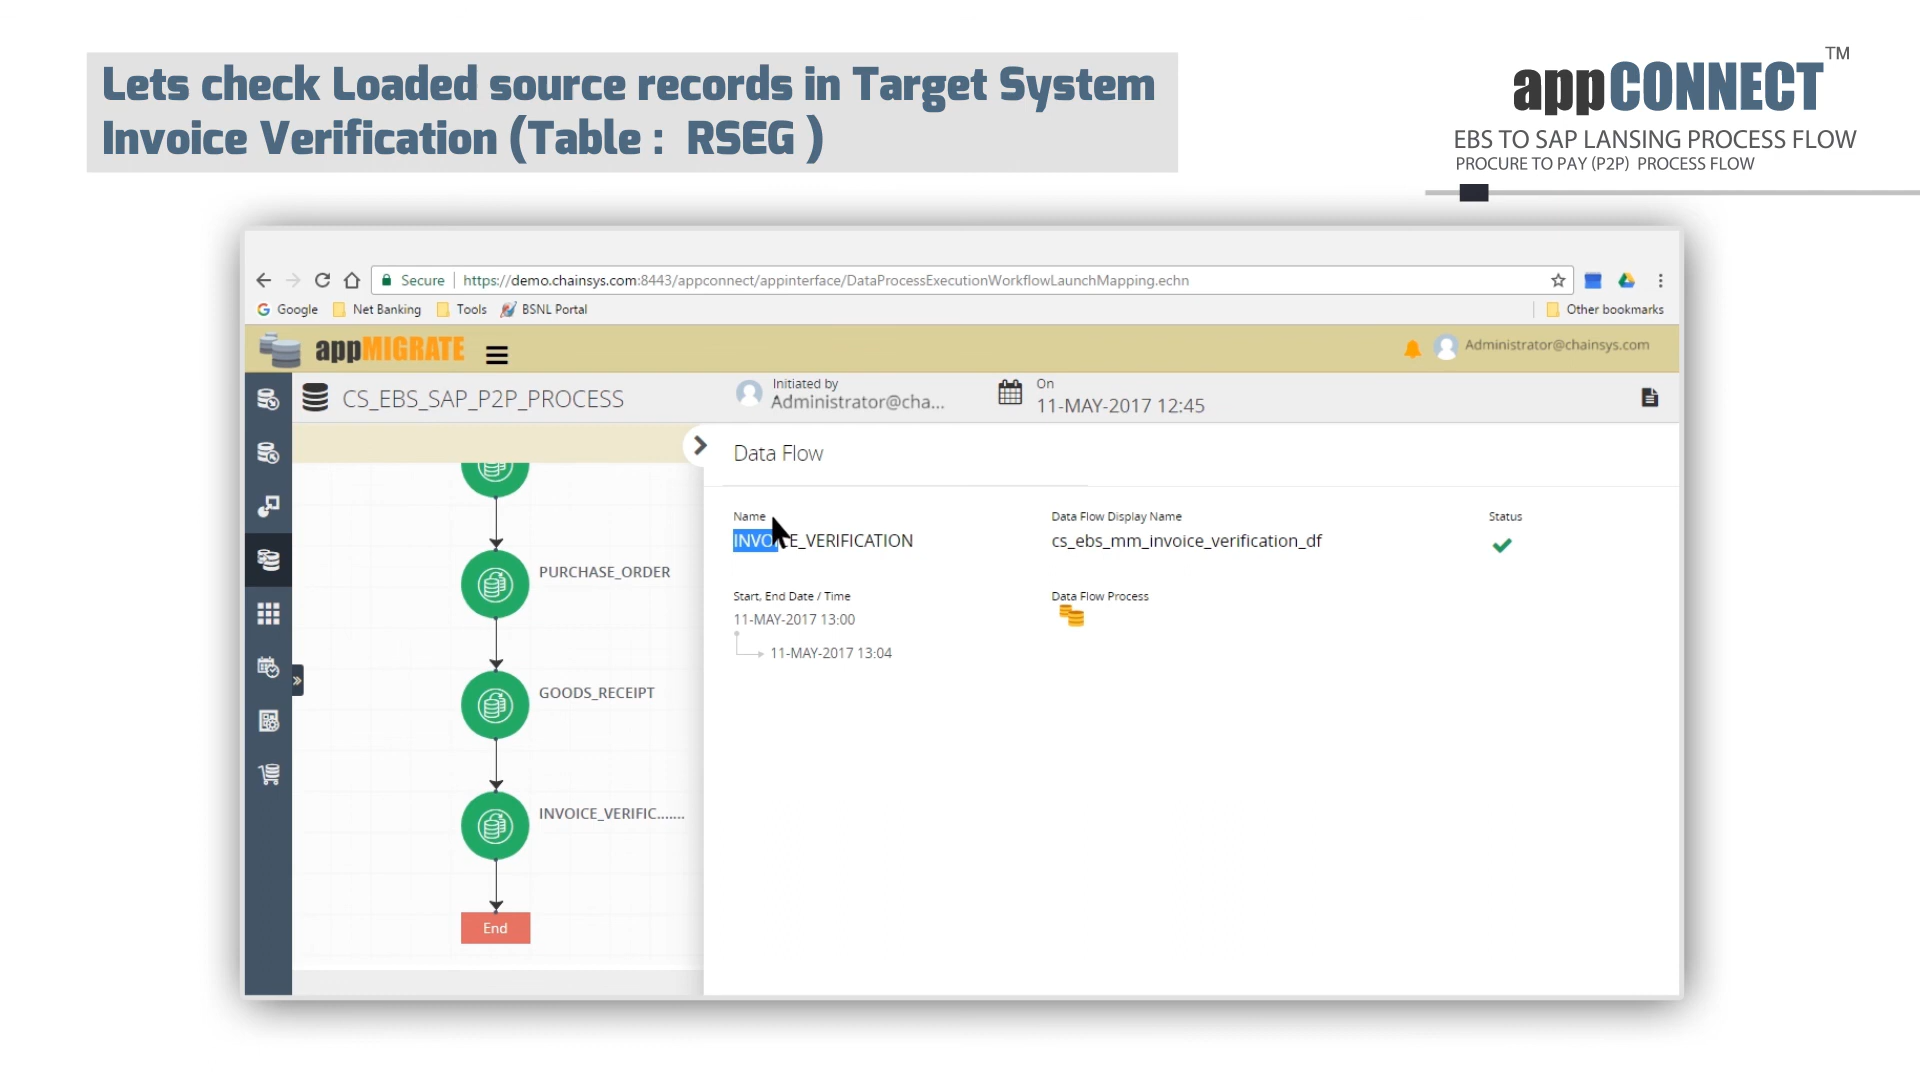 Lets check Loaded source records in Target System
Invoice Verification (Table : RSEG )
appCONNECT™
EBS TO SAP LANSING PROCESS FLOW
PROCURE TO PAY (P2P) PROCESS FLOW
Secure
https://demo.chainsys.com:8443/appconnect/appinterface/DataProcessExecutionWorkflowLaunchMapping.echn
Google
Net Banking
Tools
BSNL Portal
Other bookmarks
appMIGRATE
Administrator@chainsys.com
CS_EBS_SAP_P2P_PROCESS
Initiated by
Administrator@cha...
On
11-MAY-2017 12:45
Data Flow
Name
INVOICE_VERIFICATION
Data Flow Display Name
cs_ebs_mm_invoice_verification_df
Status
Start, End Date / Time
11-MAY-2017 13:00
11-MAY-2017 13:04
Data Flow Process
PURCHASE_ORDER
GOODS_RECEIPT
INVOICE_VERIFIC.......
End